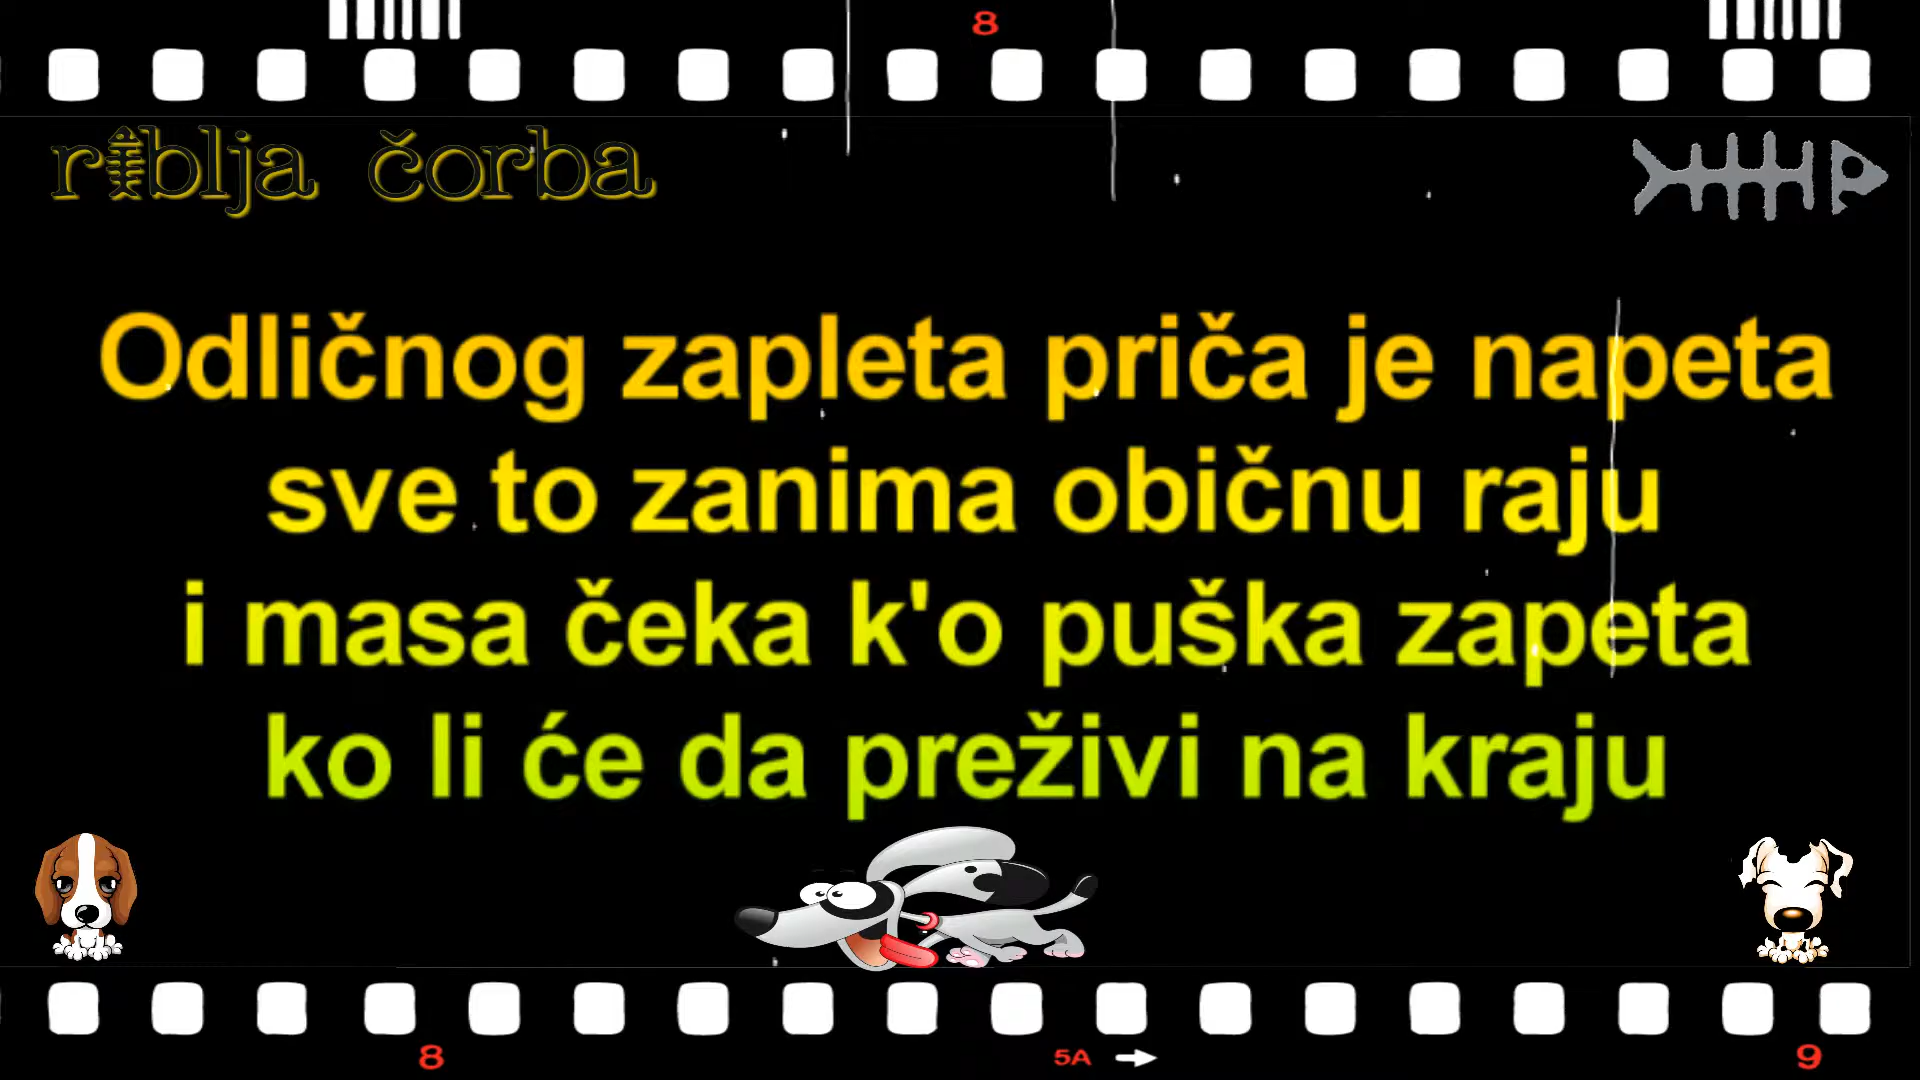 8
riblja čorba
Odličnog zapleta priča je napeta
sve to zanima običnu raju
i masa čeka k'o puška zapeta
ko li će da preživi na kraju
8
5A
9